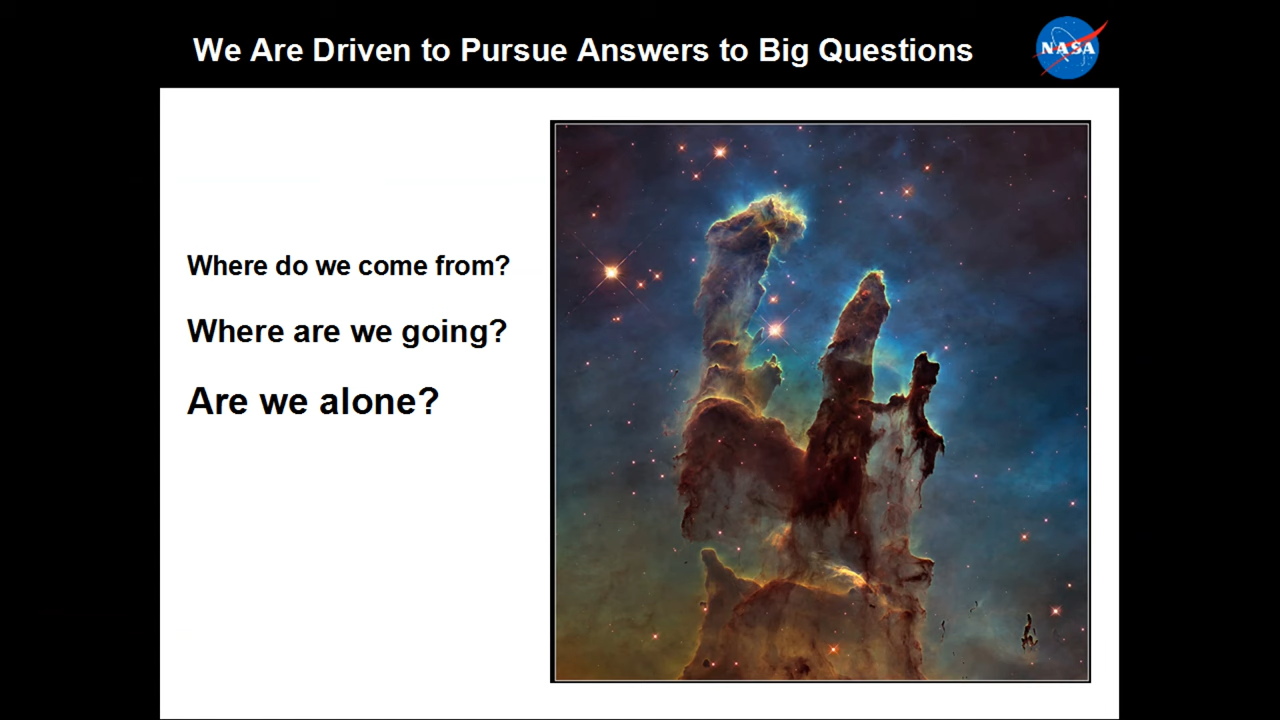 We Are Driven to Pursue Answers to Big Questions
NASA
Where do we come from?
Where are we going?
Are we alone?